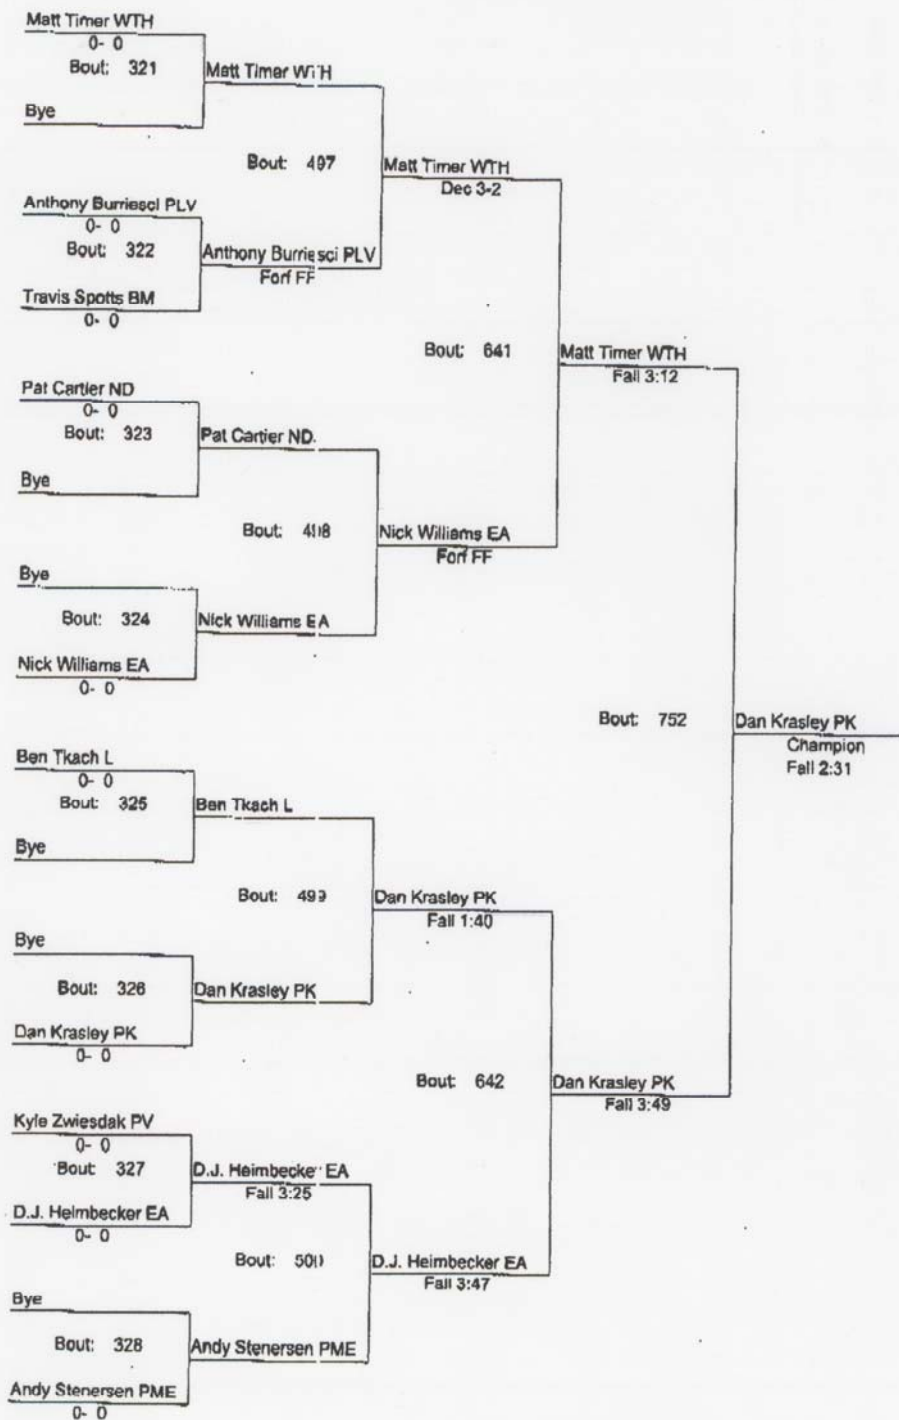 Matt Timer WTH
0- 0
Bout: 321
Matt Timer WTH
Bye
Bout: 497
Matt Timer WTH
Dec 3-2
Anthony Burriesci PLV
0- 0
Bout: 322
Anthony Burriesci PLV
Forf FF
Travis Spotts BM
0- 0
Bout: 641
Matt Timer WTH
Fall 3:12
Pat Cartier ND
0- 0
Bout: 323
Pat Cartier ND
Bye
Bout: 498
Nick Williams EA
Forf FF
Bye
Bout: 324
Nick Williams EA
Nick Williams EA
0- 0
Bout: 752
Dan Krasley PK
Champion
Fall 2:31
Ben Tkach L
0- 0
Bout: 325
Ben Tkach L
Bye
Bout: 499
Dan Krasley PK
Fall 1:40
Bye
Bout: 326
Dan Krasley PK
Dan Krasley PK
0- 0
Bout: 642
Dan Krasley PK
Fall 3:49
Kyle Zwiesdak PV
0- 0
Bout: 327
D.J. Heimbecker EA
Fall 3:25
D.J. Heimbecker EA
0- 0
Bout: 500
D.J. Heimbecker EA
Fall 3:47
Bye
Bout: 328
Andy Stenersen PME
Andy Stenersen PME
0- 0